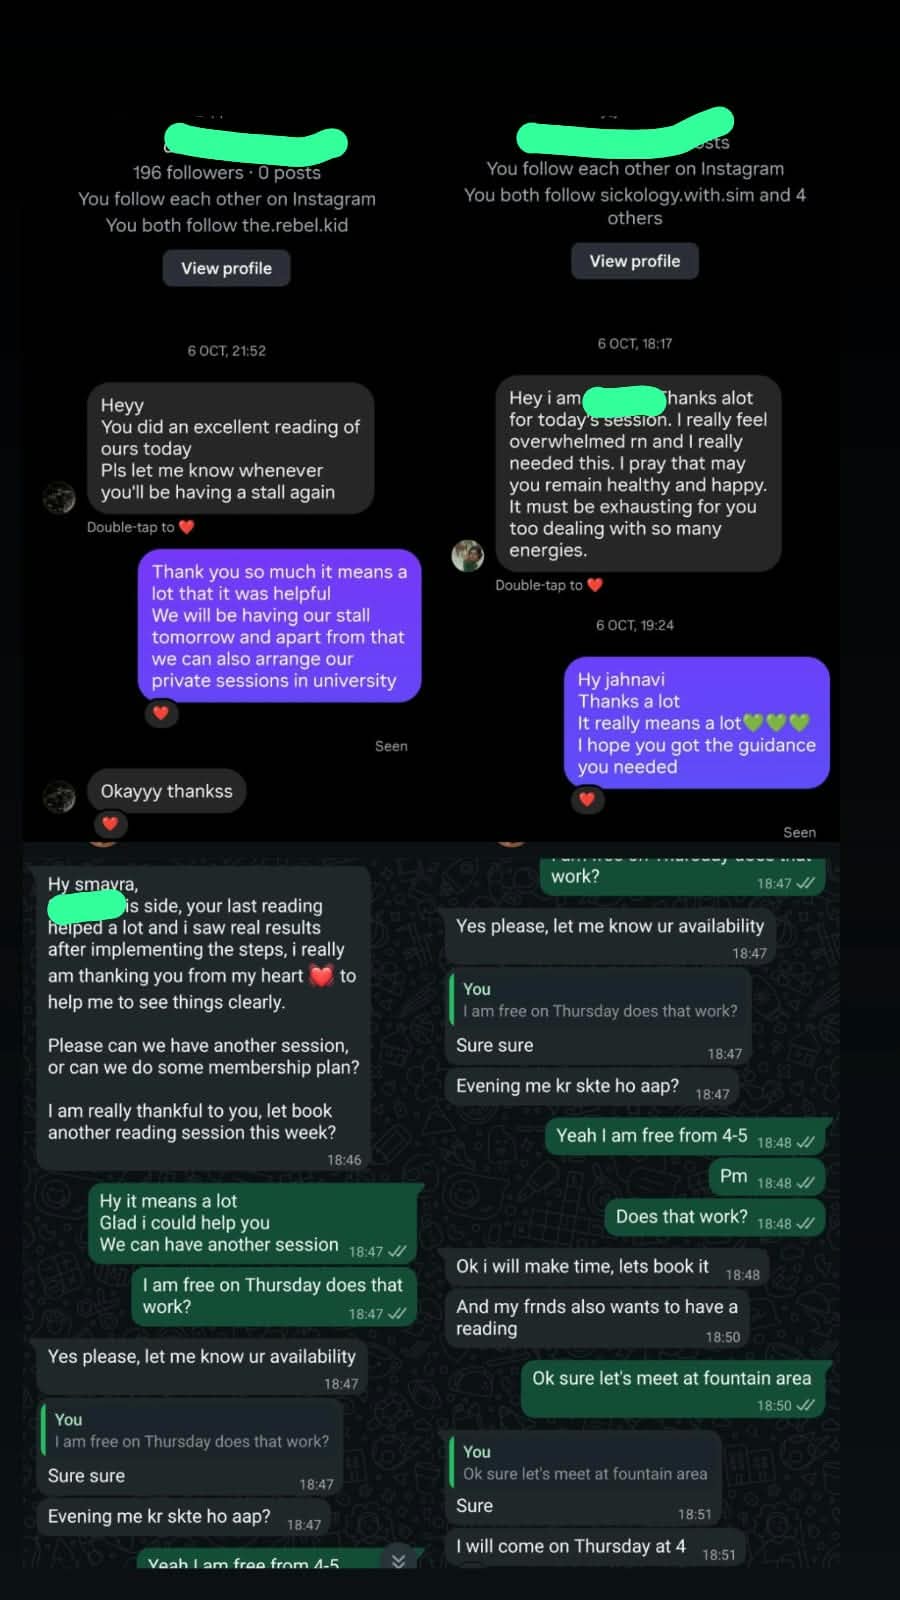 196 followers · 0 posts
You follow each other on Instagram
You both follow the.rebel.kid
View profile
6 OCT, 21:52
Heyy
You did an excellent reading of
ours today
Pls let me know whenever
you'll be having a stall again
Double-tap to ❤️
Thank you so much it means a
lot that it was helpful
We will be having our stall
tomorrow and apart from that
we can also arrange our
private sessions in university
❤️
Seen
Okayyy thankss
❤️
You follow each other on Instagram
You both follow sickology.with.sim and 4
others
View profile
6 OCT, 18:17
Hey i am Thanks alot
for today's session. I really feel
overwhelmed rn and I really
needed this. I pray that may
you remain healthy and happy.
It must be exhausting for you
too dealing with so many
energies.
Double-tap to ❤️
6 OCT, 19:24
Hy jahnavi
Thanks a lot
It really means a lot💚💚💚
I hope you got the guidance
you needed
❤️
Seen
Hy smayra,
is side, your last reading
helped a lot and i saw real results
after implementing the steps, i really
am thanking you from my heart 💓 to
help me to see things clearly.
Please can we have another session,
or can we do some membership plan?
I am really thankful to you, let book
another reading session this week?
18:46
Hy it means a lot
Glad i could help you
We can have another session 18:47
I am free on Thursday does that
work? 18:47
Yes please, let me know ur availability
18:47
You
I am free on Thursday does that work?
Sure sure 18:47
Evening me kr skte ho aap? 18:47
Yeah I am free from 4-5
I am free on Thursday does that
work? 18:47
Yes please, let me know ur availability
18:47
You
I am free on Thursday does that work?
Sure sure 18:47
Evening me kr skte ho aap? 18:47
Yeah I am free from 4-5 18:48
Pm 18:48
Does that work? 18:48
Ok i will make time, lets book it 18:48
And my frnds also wants to have a
reading 18:50
Ok sure let's meet at fountain area
18:50
You
Ok sure let's meet at fountain area
Sure 18:51
I will come on Thursday at 4 18:51